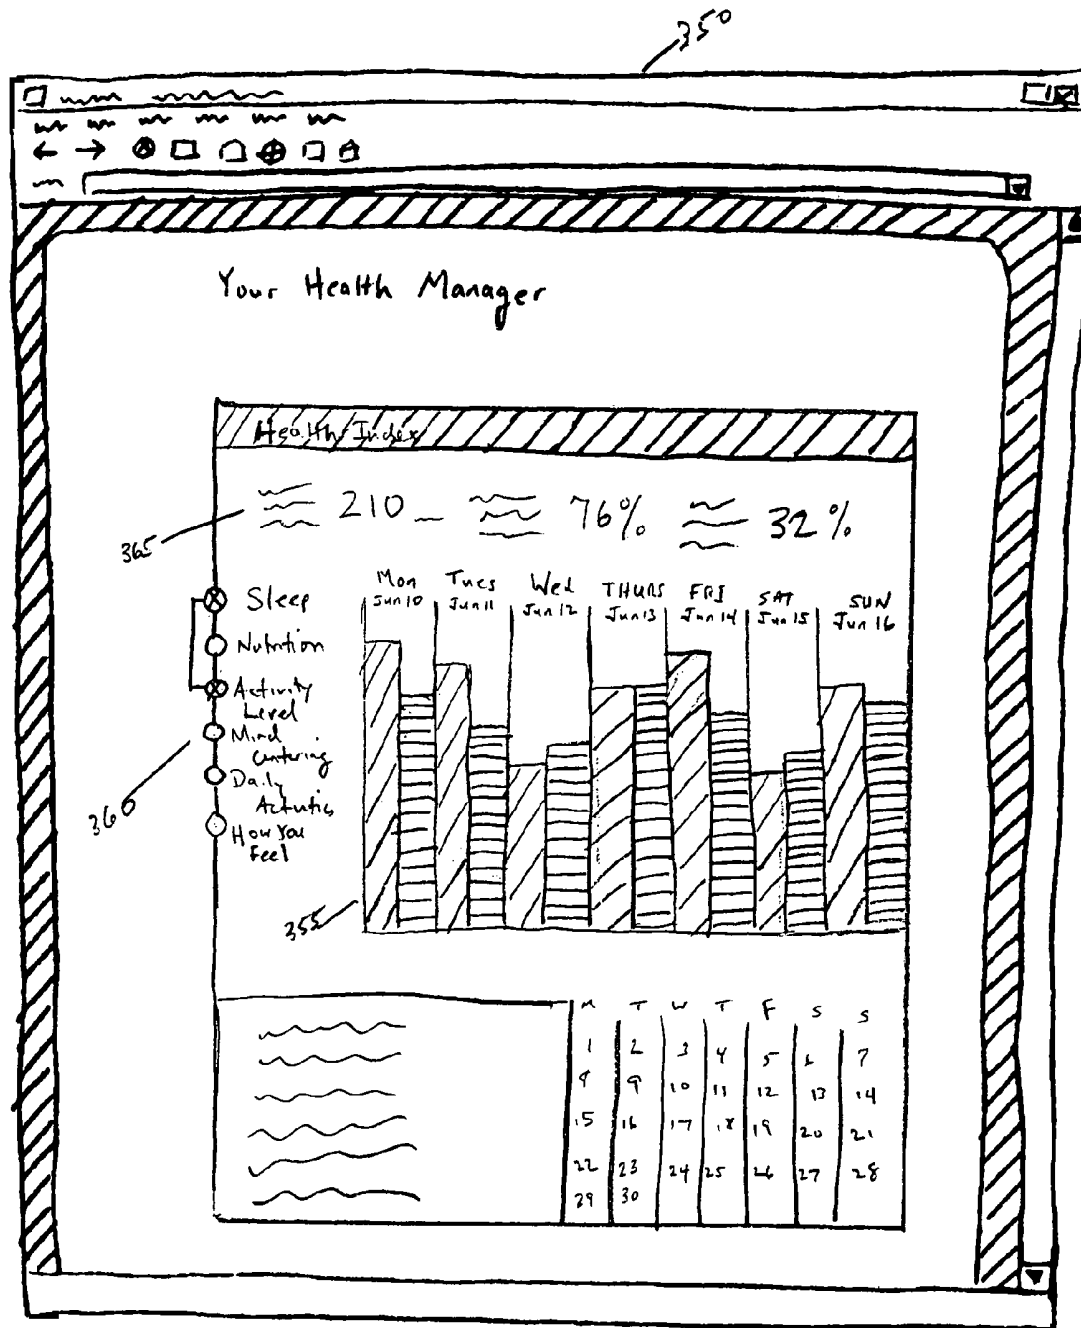 350
Your Health Manager
Health Index
210 76% 32%
365
Mon Tues Wed THURS FRI SAT SUN
Jun 10 Jun 11 Jun 12 Jun 13 Jun 14 Jun 15 Jun 16
Sleep
Nutrition
Activity
Level
Mind
Centering
Daily
Activities
How You
Feel
360
355
M T W T F S S
1 2 3 4 5 6 7
8 9 10 11 12 13 14
15 16 17 18 19 20 21
22 23 24 25 26 27 28
29 30